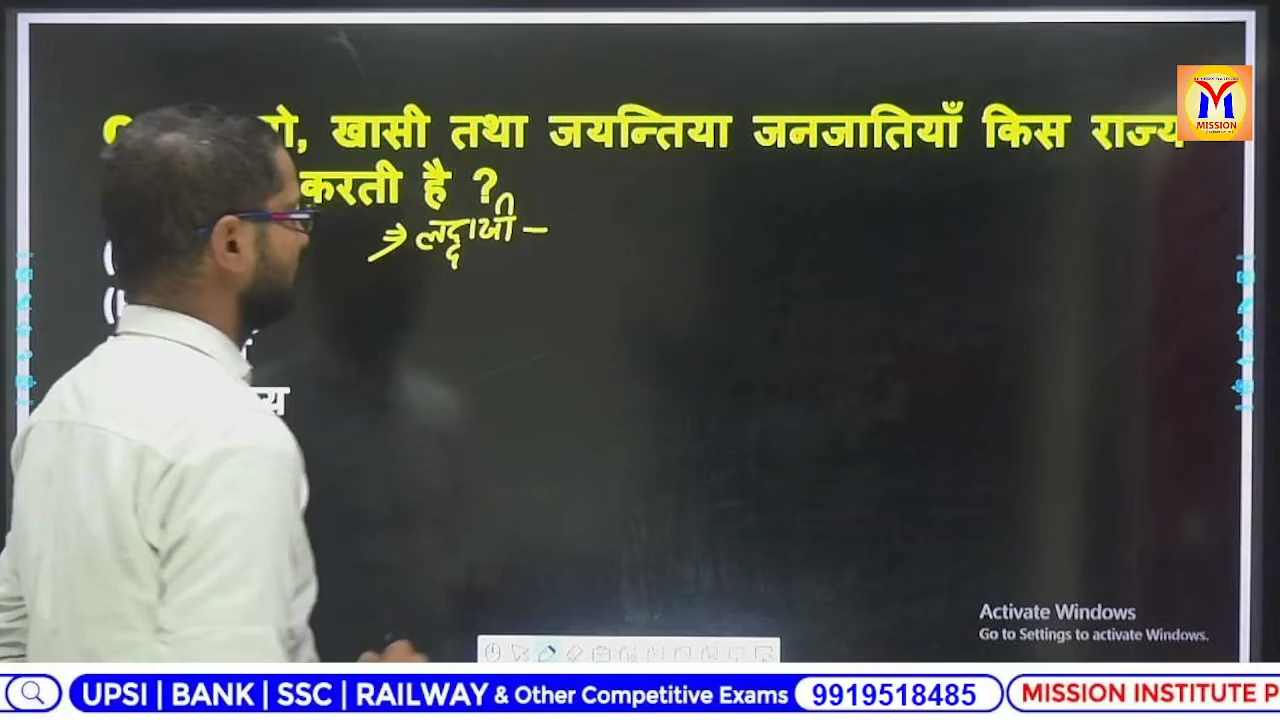 खासी तथा जयन्तिया जनजातियाँ किस राज्य
करती है ?
लद्दाखी –
MISSION
Activate Windows
Go to Settings to activate Windows.
UPSI | BANK | SSC | RAILWAY & Other Competitive Exams 9919518485 MISSION INSTITUTE P